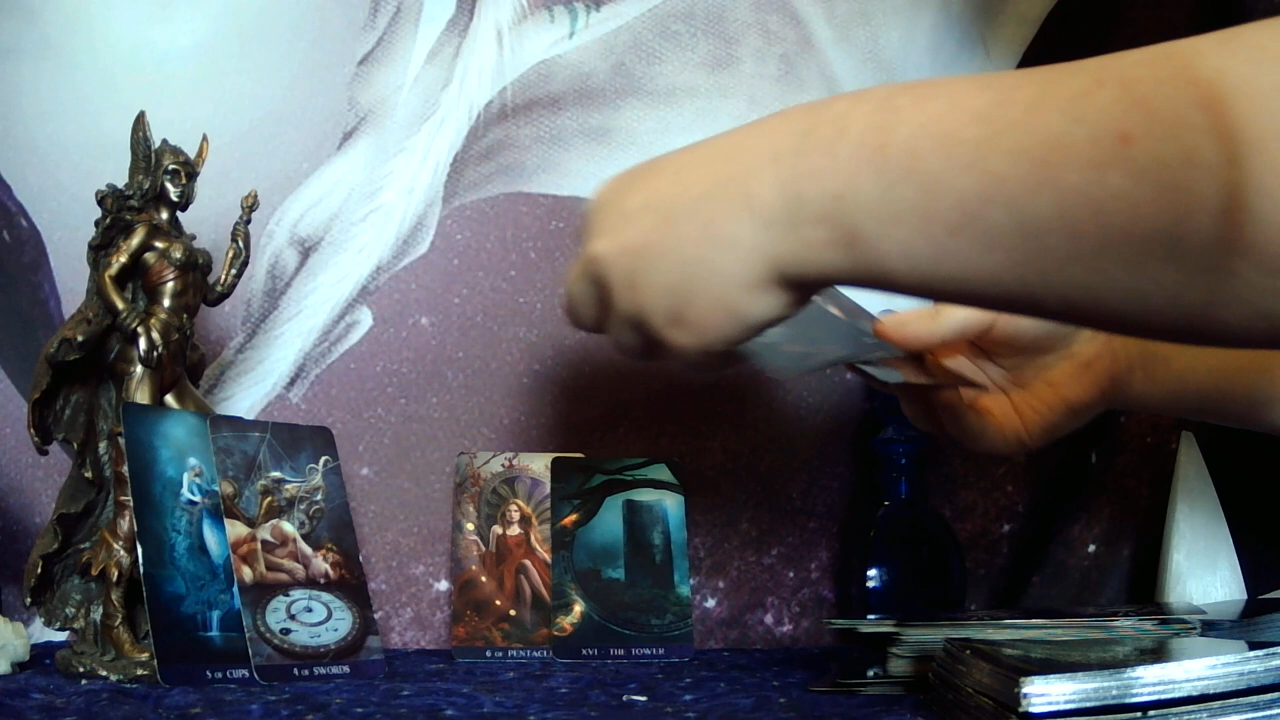 5 OF CUPS
4 OF SWORDS
6 OF PENTACL
XVI - THE TOWER